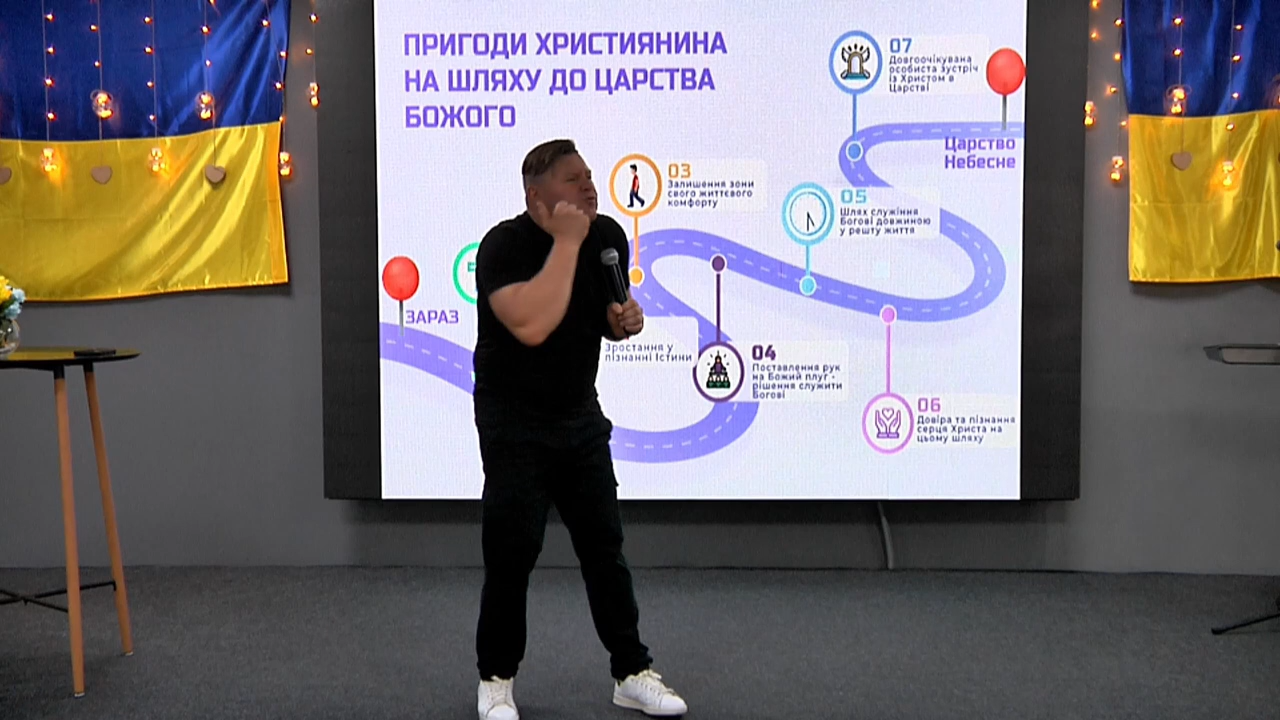 ПРИГОДИ ХРИСТИЯНИНА
НА ШЛЯХУ ДО ЦАРСТВА
БОЖОГО
ЗАРАЗ
Зростання у
пізнанні Істини
03
Залишення зони
свого життєвого
комфорту
04
Поставлення рук
на Божий плуг -
рішення служити
Богові
05
Шлях служіння
Богові довжиною
у решту життя
06
Довіра та пізнання
серця Христа на
цьому шляху
07
Довгоочікувана
особиста зустріч
із Христом в
Царстві
Царство
Небесне